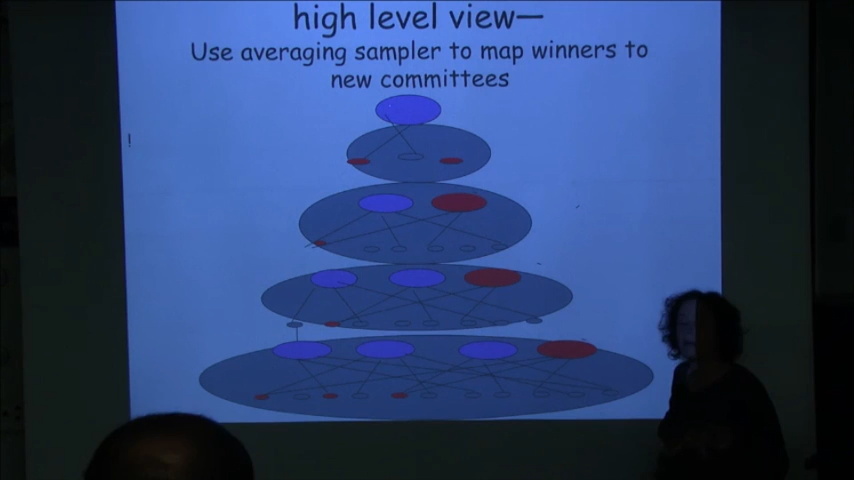 high level view—
Use averaging sampler to map winners to
new committees
!